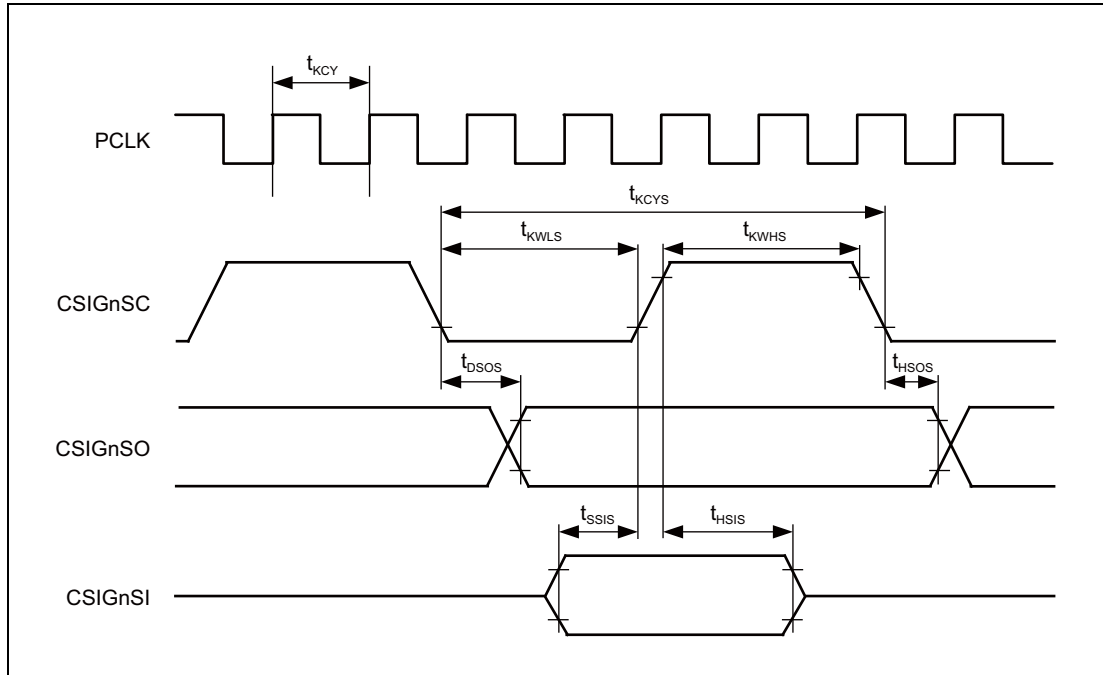 tKCY
PCLK
tKCYS
tKWLS
tKWHS
CSIGnSC
tDSOS
tHSOS
CSIGnSO
tSSIS
tHSIS
CSIGnSI